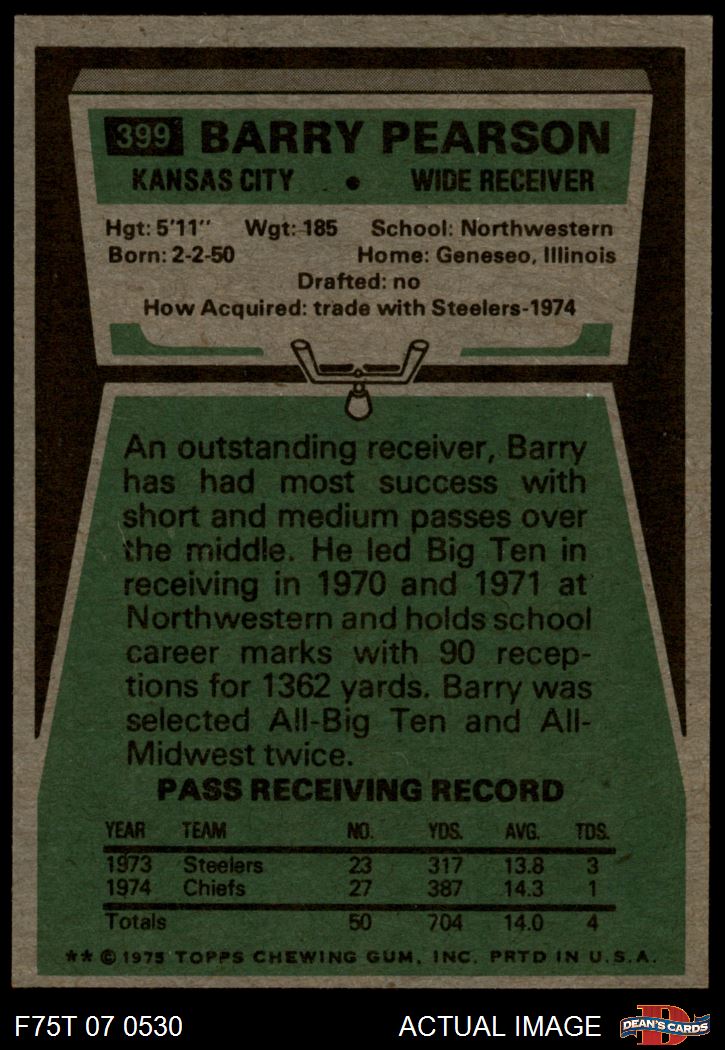 399 BARRY PEARSON
KANSAS CITY • WIDE RECEIVER
Hgt: 5'11" Wgt: 185 School: Northwestern
Born: 2-2-50 Home: Geneseo, Illinois
Drafted: no
How Acquired: trade with Steelers-1974
An outstanding receiver, Barry
has had most success with
short and medium passes over
the middle. He led Big Ten in
receiving in 1970 and 1971 at
Northwestern and holds school
career marks with 90 recep-
tions for 1362 yards. Barry was
selected All-Big Ten and All-
Midwest twice.
PASS RECEIVING RECORD
YEAR TEAM NO. YDS. AVG. TDS.
1973 Steelers 23 317 13.8 3
1974 Chiefs 27 387 14.3 1
Totals 50 704 14.0 4
** © 1975 TOPPS CHEWING GUM, INC. PRTD IN U.S.A.
F75T 07 0530 ACTUAL IMAGE D DEAN'S CARDS